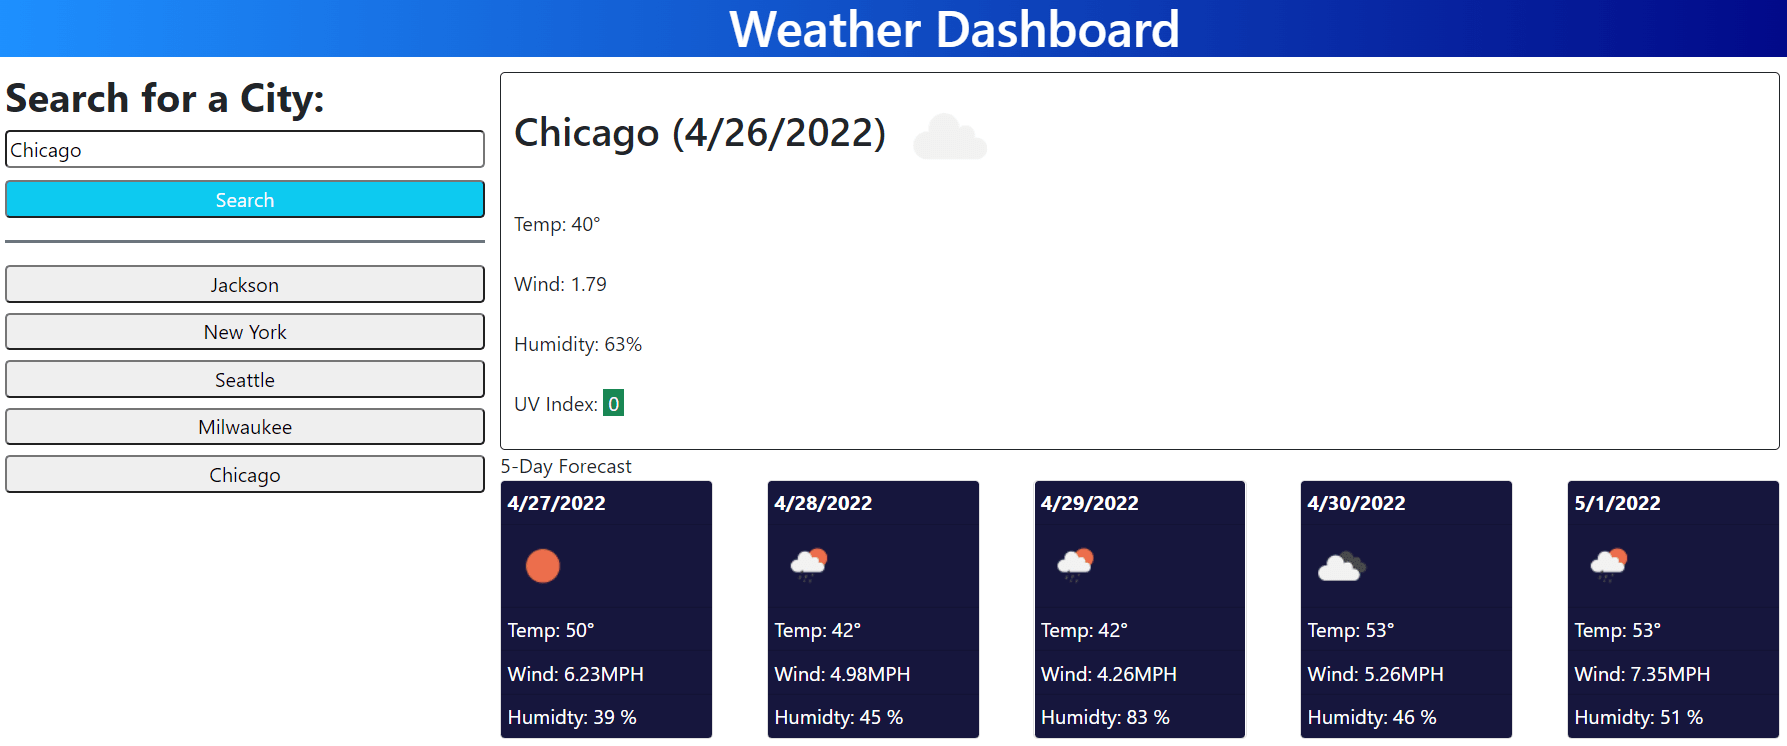 Weather Dashboard
Search for a City:
Chicago
Search
Jackson
New York
Seattle
Milwaukee
Chicago
Chicago (4/26/2022)
Temp: 40°
Wind: 1.79
Humidity: 63%
UV Index: 0
5-Day Forecast
4/27/2022
Temp: 50°
Wind: 6.23MPH
Humidty: 39 %
4/28/2022
Temp: 42°
Wind: 4.98MPH
Humidty: 45 %
4/29/2022
Temp: 42°
Wind: 4.26MPH
Humidty: 83 %
4/30/2022
Temp: 53°
Wind: 5.26MPH
Humidty: 46 %
5/1/2022
Temp: 53°
Wind: 7.35MPH
Humidty: 51 %